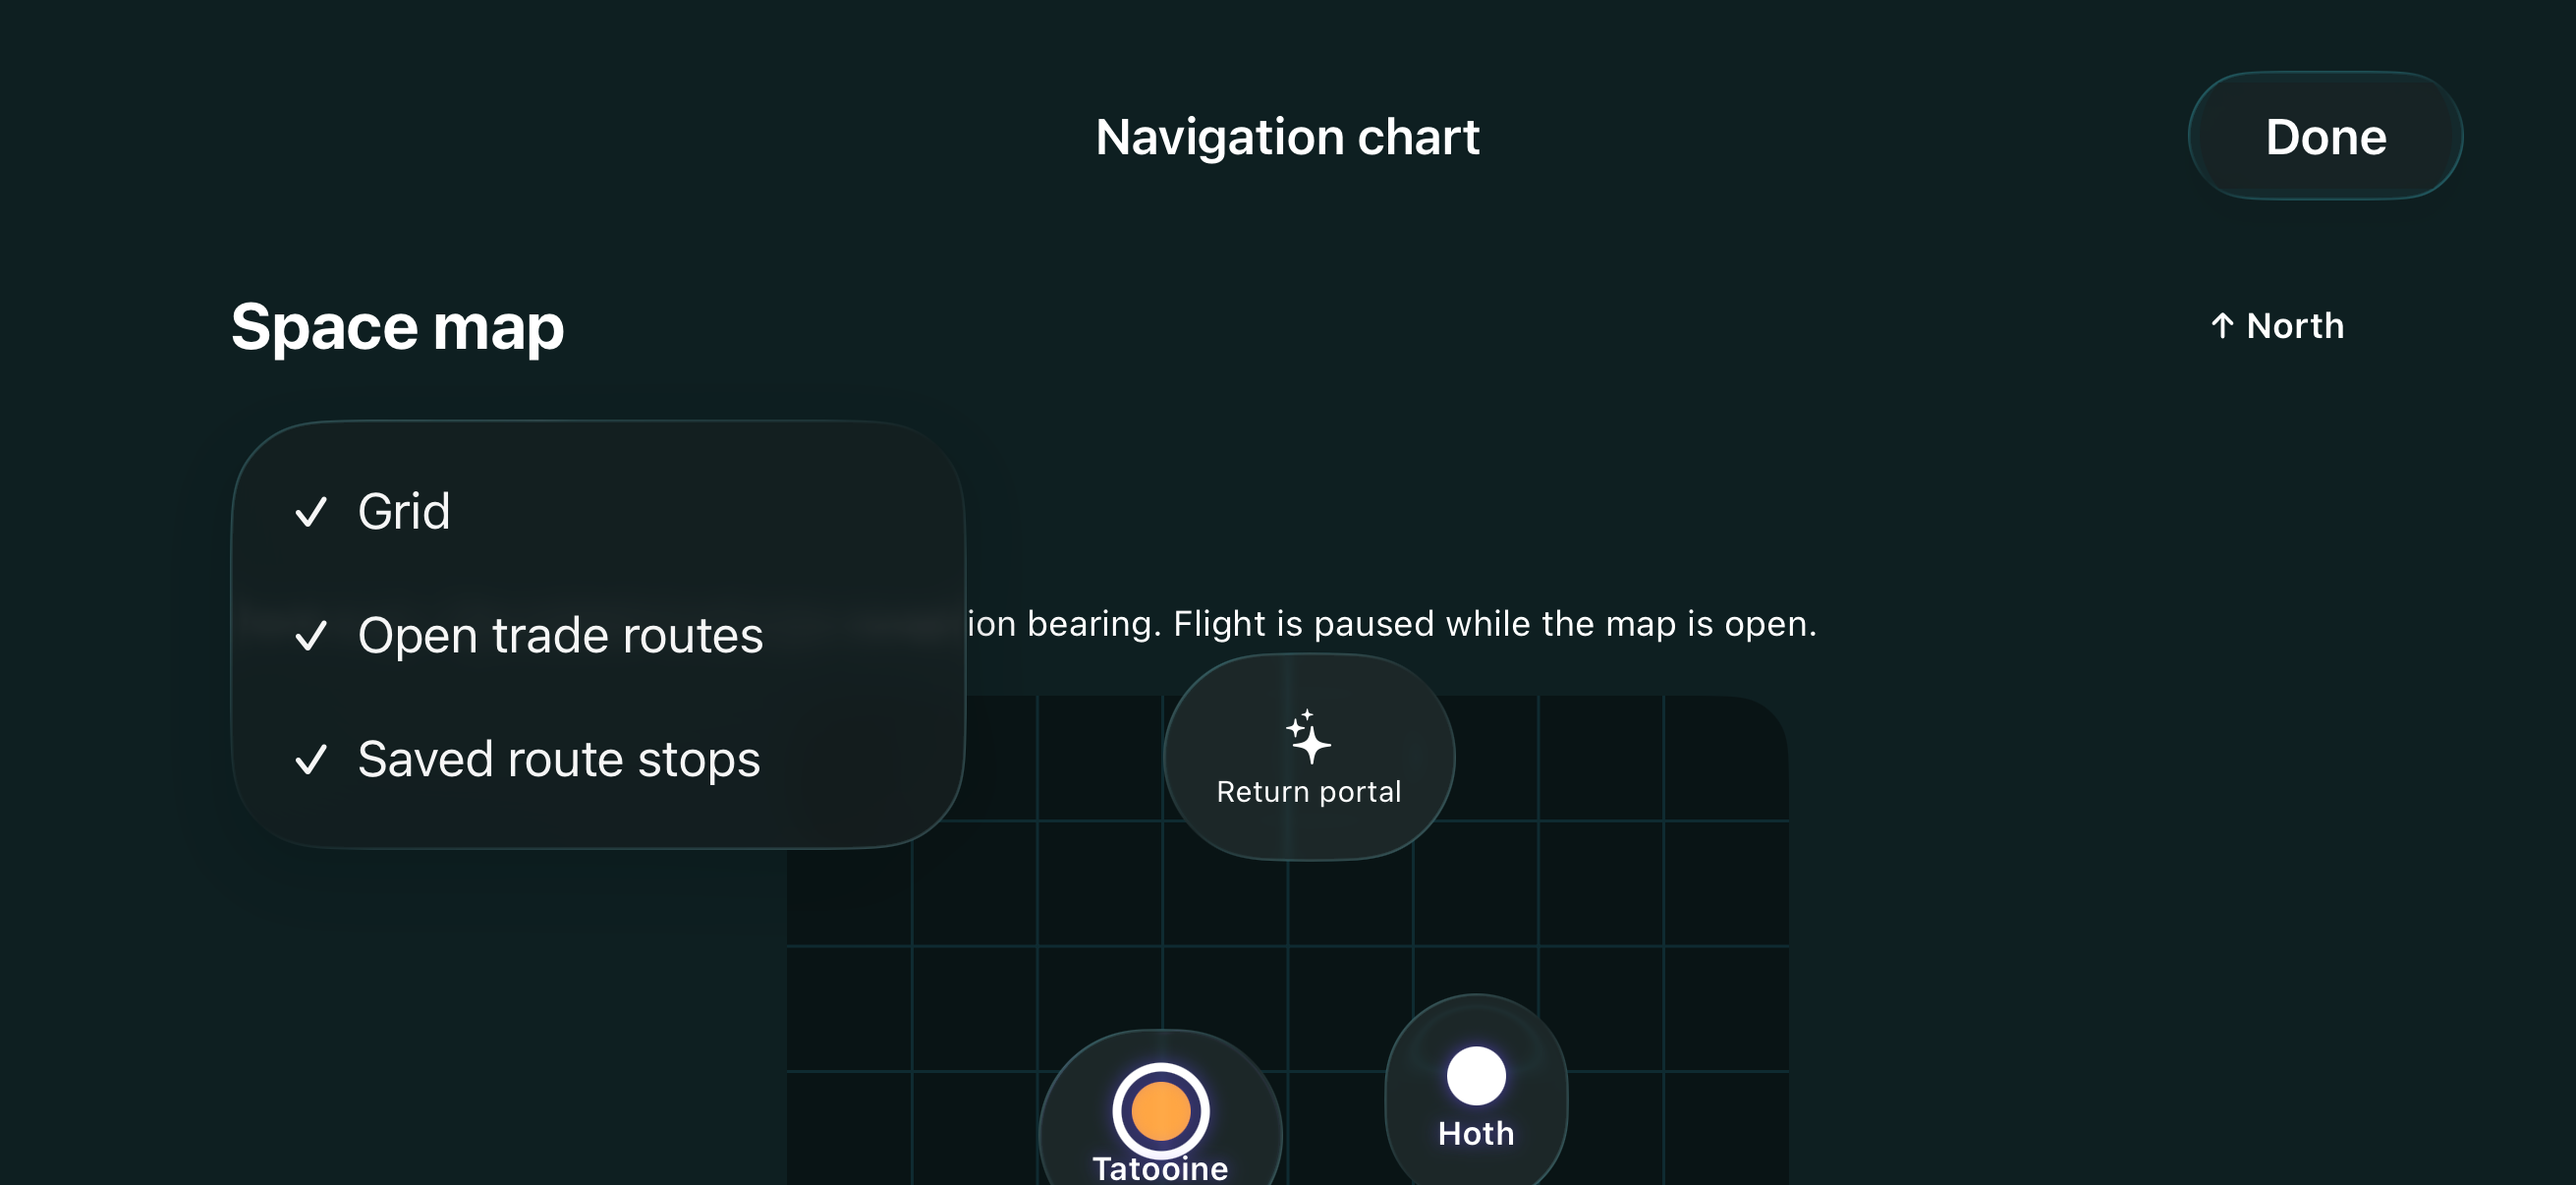 Navigation chart
Done
Space map
↑ North
Grid
Open trade routes
Saved route stops
bearing. Flight is paused while the map is open.
Return portal
Hoth
Tatooine